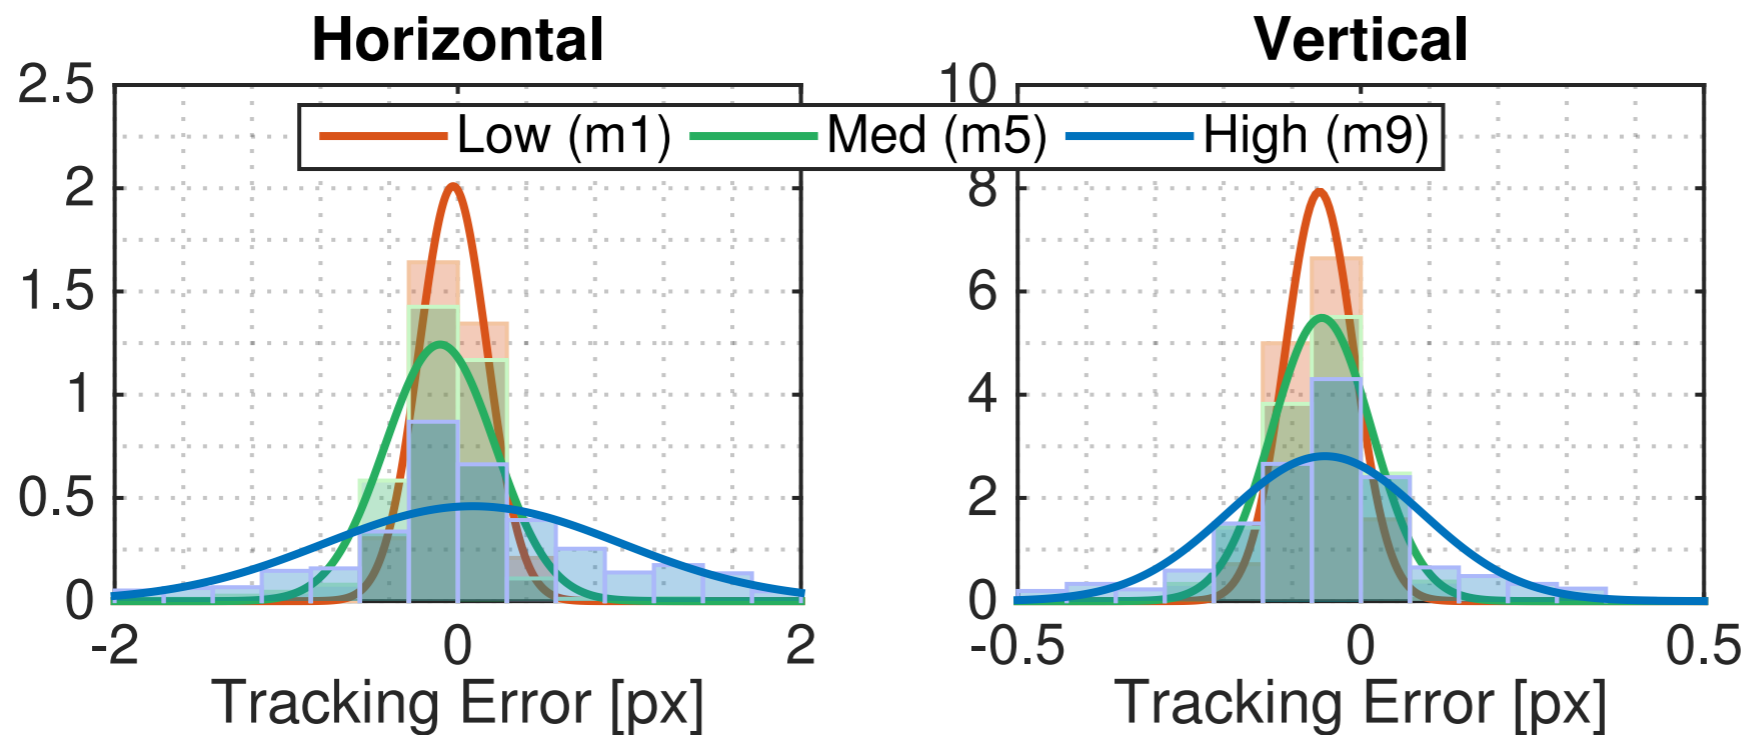 Horizontal
Vertical
Low (m1) Med (m5) High (m9)
2.5
2
1.5
1
0.5
0
-2 0 2
Tracking Error [px]
10
8
6
4
2
0
-0.5 0 0.5
Tracking Error [px]